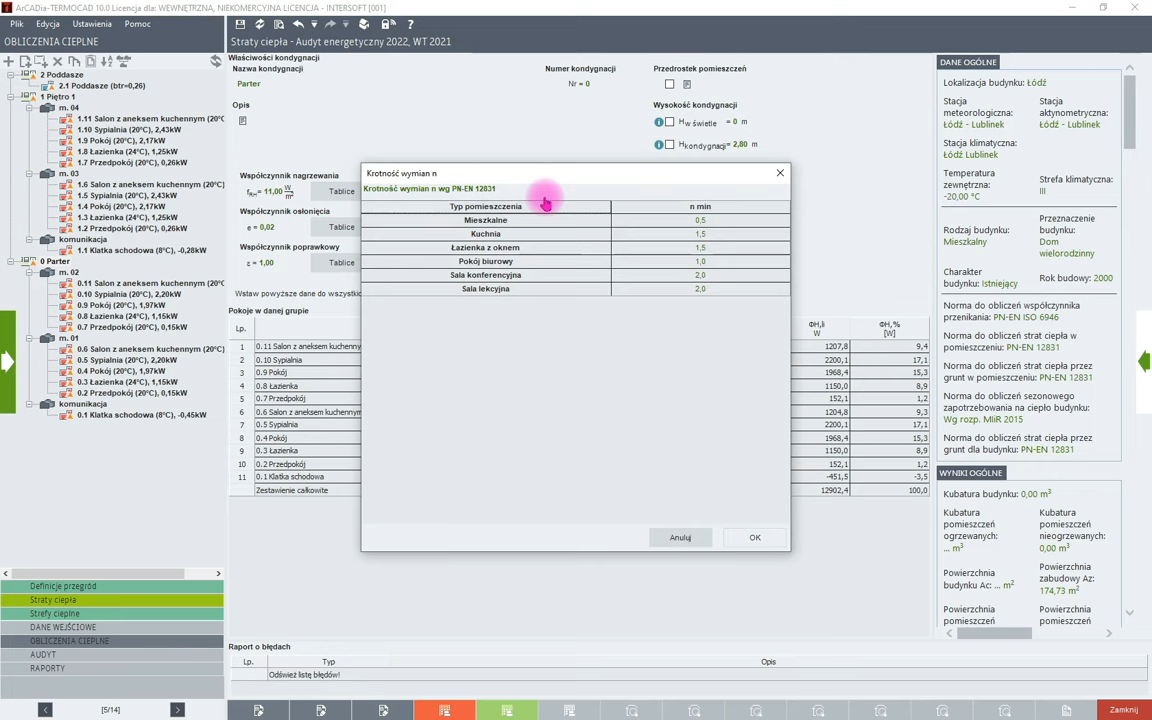 ArCADia-TERMOCAD 10.0 Licencja dla: WEWNĘTRZNA, NIEKOMERCYJNA LICENCJA - INTERSOFT [001]
Plik Edycja Ustawienia Pomoc
OBLICZENIA CIEPLNE
Straty ciepła - Audyt energetyczny 2022, WT 2021
2 Poddasze
2.1 Poddasze (btr=0,26)
1 Piętro 1
m. 04
1.11 Salon z aneksem kuchennym (20°C
1.10 Sypialnia (20°C), 2,43kW
1.9 Pokój (20°C), 2,17kW
1.8 Łazienka (24°C), 1,25kW
1.7 Przedpokój (20°C), 0,26kW
m. 03
1.6 Salon z aneksem kuchennym (20°C)
1.5 Sypialnia (20°C), 2,43kW
1.4 Pokój (20°C), 2,17kW
1.3 Łazienka (24°C), 1,25kW
1.2 Przedpokój (20°C), 0,26kW
komunikacja
1.1 Klatka schodowa (8°C), -0,28kW
0 Parter
m. 02
0.11 Salon z aneksem kuchennym (20°C
0.10 Sypialnia (20°C), 2,20kW
0.9 Pokój (20°C), 1,97kW
0.8 Łazienka (24°C), 1,15kW
0.7 Przedpokój (20°C), 0,15kW
m. 01
0.6 Salon z aneksem kuchennym (20°C)
0.5 Sypialnia (20°C), 2,20kW
0.4 Pokój (20°C), 1,97kW
0.3 Łazienka (24°C), 1,15kW
0.2 Przedpokój (20°C), 0,15kW
komunikacja
0.1 Klatka schodowa (8°C), -0,45kW
Definicje przegród
Straty ciepła
Strefy cieplne
DANE WEJŚCIOWE
OBLICZENIA CIEPLNE
AUDYT
RAPORTY
[5/14]
Właściwości kondygnacji
Nazwa kondygnacji Numer kondygnacji Przedrostek pomieszczeń
Parter Nr = 0
Opis Wysokość kondygnacji
Hw świetle = 0 m
Hkondygnacji= 2,80 m
Współczynnik nagrzewania
fRH= 11,00 W/m² Tablice
Współczynnik osłonięcia
e = 0,02 Tablice
Współczynnik poprawkowy
z = 1,00 Tablice
Wstaw powyższe dane do wszystkic
Pokoje w danej grupie
Lp. ΦH,li W ΦH,% [W]
1 0.11 Salon z aneksem kuchenny 1207,8 9,4
2 0.10 Sypialnia 2200,1 17,1
3 0.9 Pokój 1968,4 15,3
4 0.8 Łazienka 1150,0 8,9
5 0.7 Przedpokój 152,1 1,2
6 0.6 Salon z aneksem kuchennym 1204,8 9,3
7 0.5 Sypialnia 2200,1 17,1
8 0.4 Pokój 1968,4 15,3
9 0.3 Łazienka 1150,0 8,9
10 0.2 Przedpokój 152,1 1,2
11 0.1 Klatka schodowa -451,5 -3,5
Zestawienie całkowite 12902,4 100,0
Krotność wymian n
Krotność wymian n wg PN-EN 12831
Typ pomieszczenia n min
Mieszkalne 0,5
Kuchnia 1,5
Łazienka z oknem 1,5
Pokój biurowy 1,0
Sala konferencyjna 2,0
Sala lekcyjna 2,0
Anuluj OK
Raport o błędach
Lp. Typ Opis
Odśwież listę błędów!
DANE OGÓLNE
Lokalizacja budynku: Łódź
Stacja meteorologiczna: Łódź - Lublinek
Stacja aktynometryczna: Łódź - Lublinek
Stacja klimatyczna: Łódź Lublinek
Temperatura zewnętrzna: -20,00 °C
Strefa klimatyczna: III
Rodzaj budynku: Mieszkalny
Przeznaczenie budynku: Dom wielorodzinny
Charakter budynku: Istniejący
Rok budowy: 2000
Norma do obliczeń współczynnika
przenikania: PN-EN ISO 6946
Norma do obliczeń strat ciepła w
pomieszczeniu: PN-EN 12831
Norma do obliczeń strat ciepła przez
grunt w pomieszczeniu: PN-EN 12831
Norma do obliczeń sezonowego
zapotrzebowania na ciepło budynku:
Wg rozp. MIiR 2015
Norma do obliczeń strat ciepła przez
grunt dla budynku: PN-EN 12831
WYNIKI OGÓLNE
Kubatura budynku: 0,00 m³
Kubatura pomieszczeń ogrzewanych: ... m³
Kubatura pomieszczeń nieogrzewanych: 0,00 m³
Powierzchnia budynku Ac: ... m²
Powierzchnia zabudowy Az: 174,73 m²
Powierzchnia pomieszczeń
Powierzchnia pomieszczeń
Zamknij